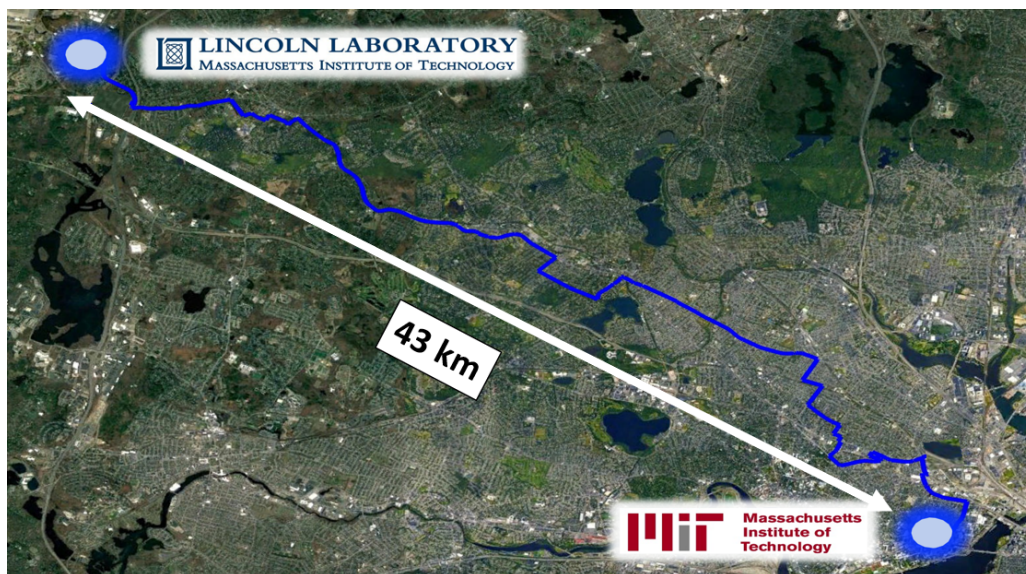 LINCOLN LABORATORY
MASSACHUSETTS INSTITUTE OF TECHNOLOGY
43 km
MIT Massachusetts
Institute of
Technology